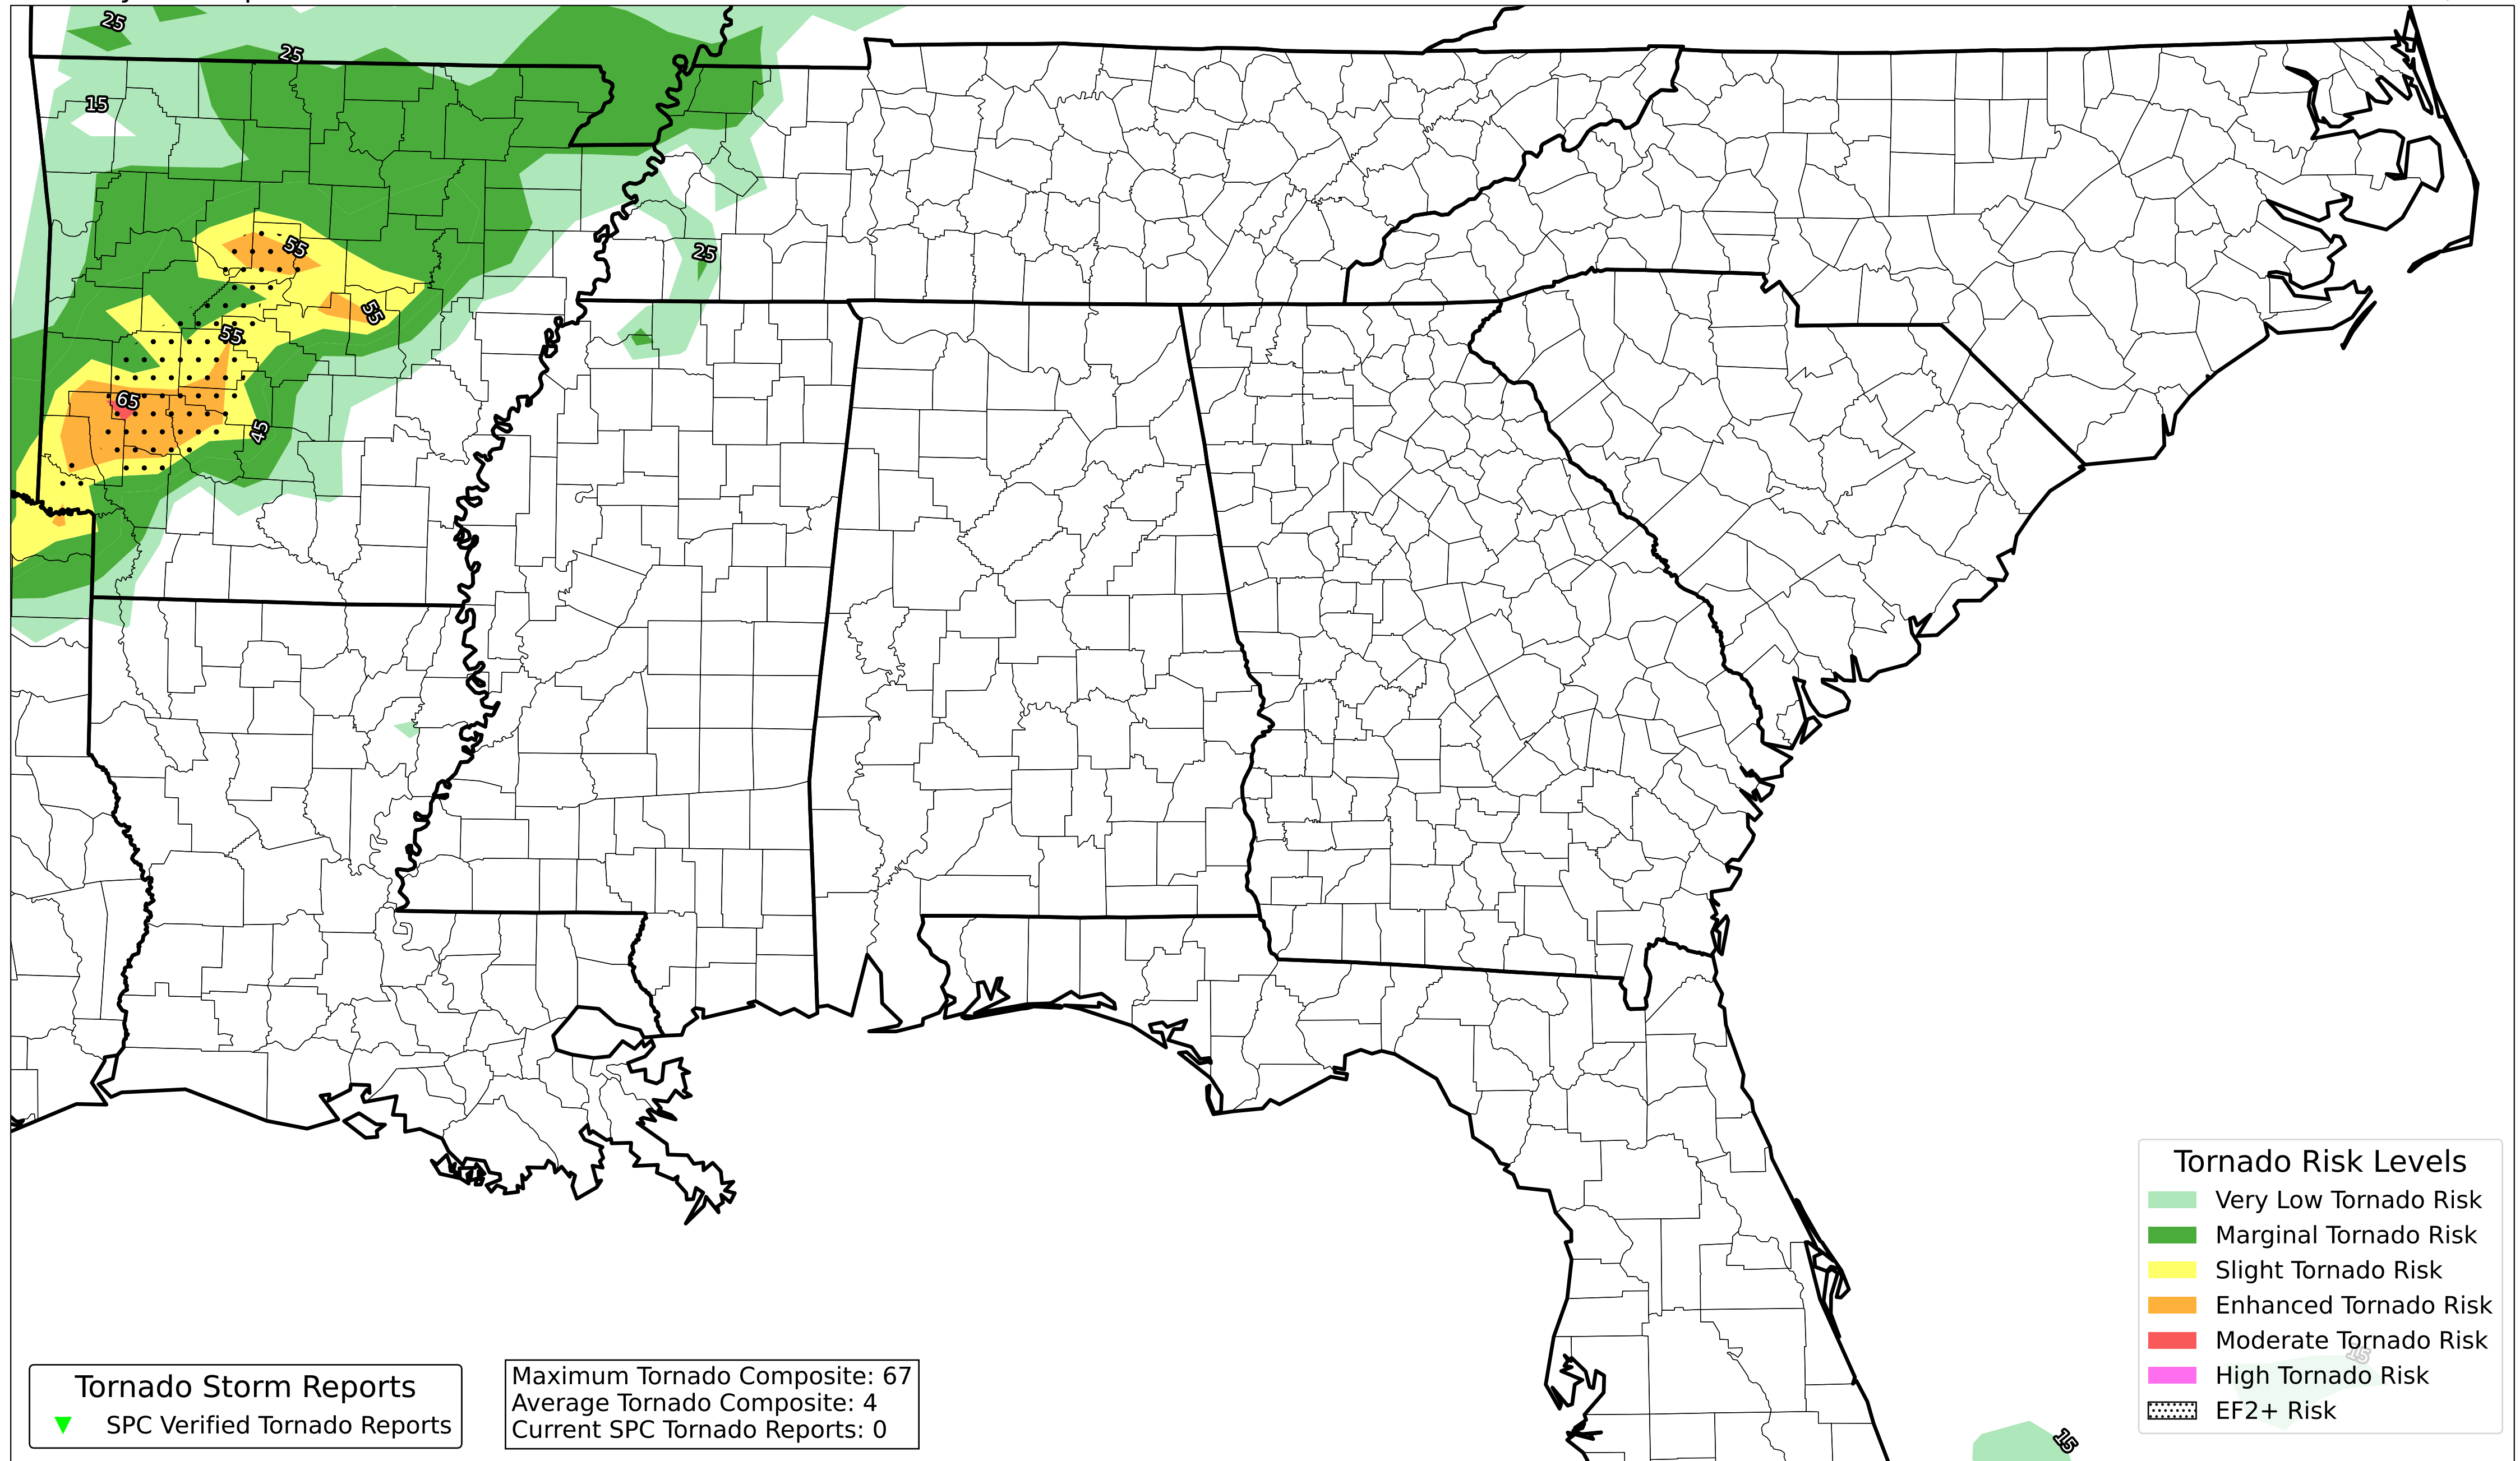 25
25
15
55
25
55
55
65
45
Tornado Risk Levels
Very Low Tornado Risk
Marginal Tornado Risk
Slight Tornado Risk
Enhanced Tornado Risk
Moderate Tornado Risk
High Tornado Risk
EF2+ Risk
15
15
Tornado Storm Reports
SPC Verified Tornado Reports
Maximum Tornado Composite: 67
Average Tornado Composite: 4
Current SPC Tornado Reports: 0